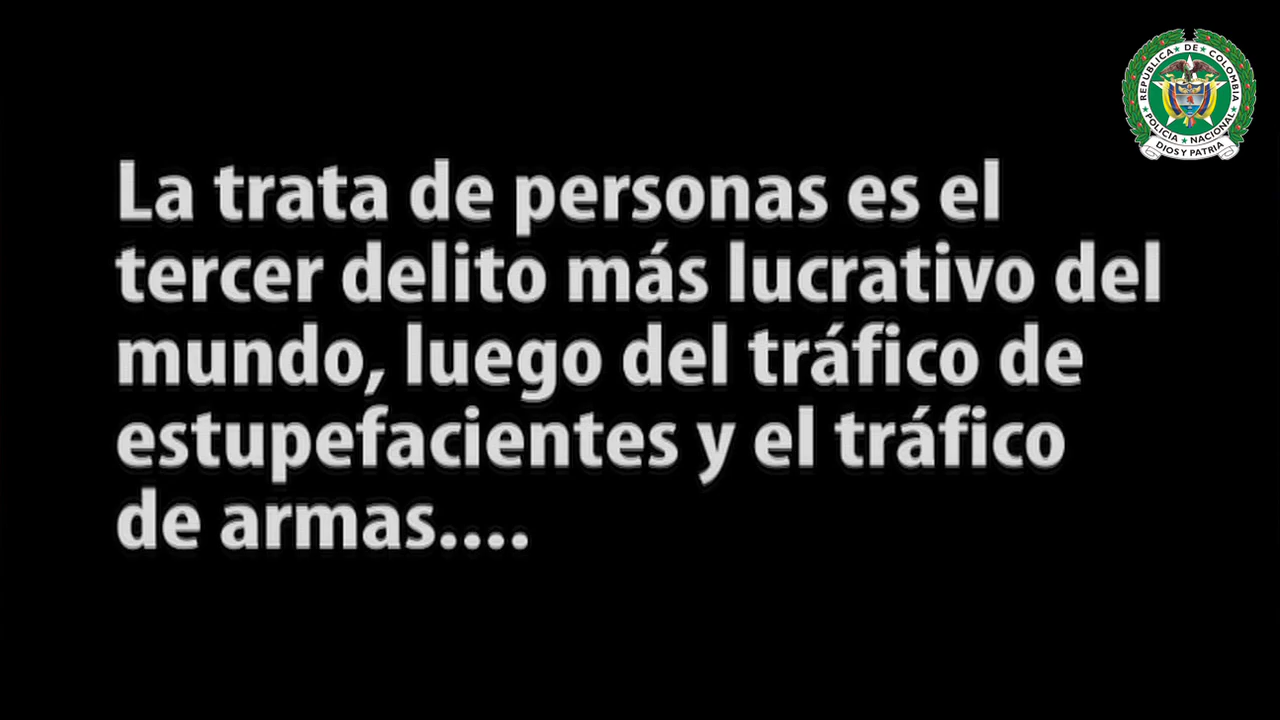 REPÚBLICA DE COLOMBIA
POLICÍA NACIONAL
DIOS Y PATRIA
La trata de personas es el
tercer delito más lucrativo del
mundo, luego del tráfico de
estupefacientes y el tráfico
de armas....